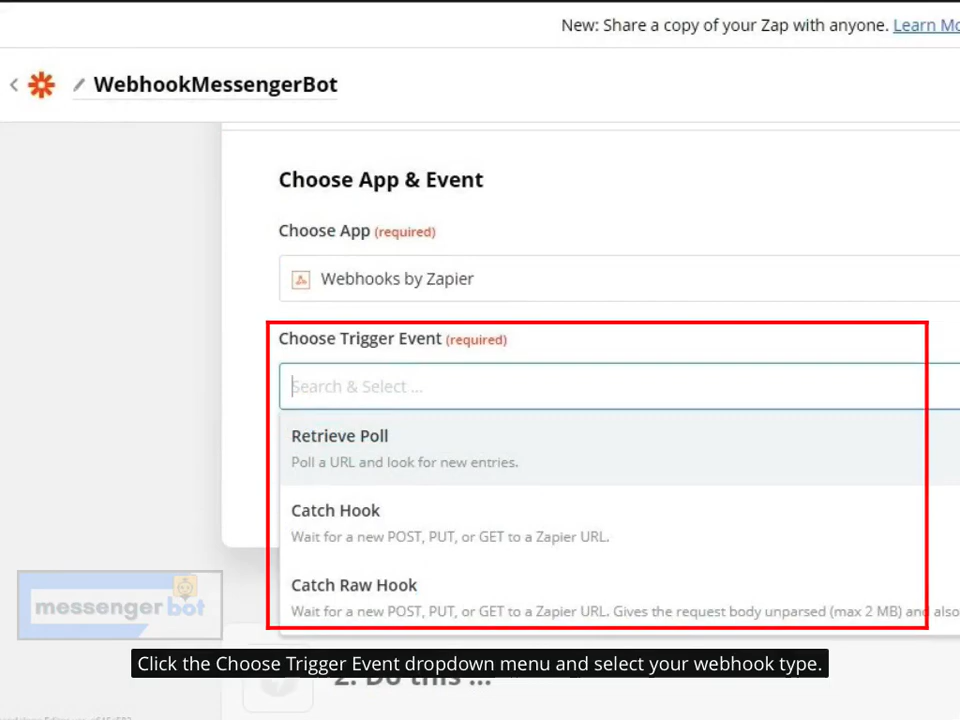 New: Share a copy of your Zap with anyone. Learn Mo
WebhookMessengerBot
Choose App & Event
Choose App (required)
Webhooks by Zapier
Choose Trigger Event (required)
Search & Select ...
Retrieve Poll
Poll a URL and look for new entries.
Catch Hook
Wait for a new POST, PUT, or GET to a Zapier URL.
Catch Raw Hook
Wait for a new POST, PUT, or GET to a Zapier URL. Gives the request body unparsed (max 2 MB) and also
messenger bot
Click the Choose Trigger Event dropdown menu and select your webhook type.
2. Do this ...